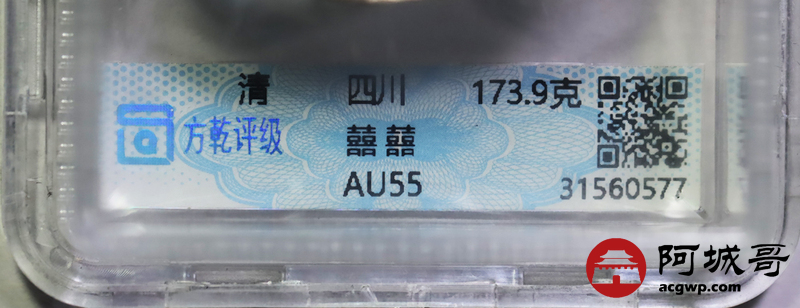 清 四川 173.9克
方乾评级 囍囍
AU55 31560577
阿城哥
acgwp.com